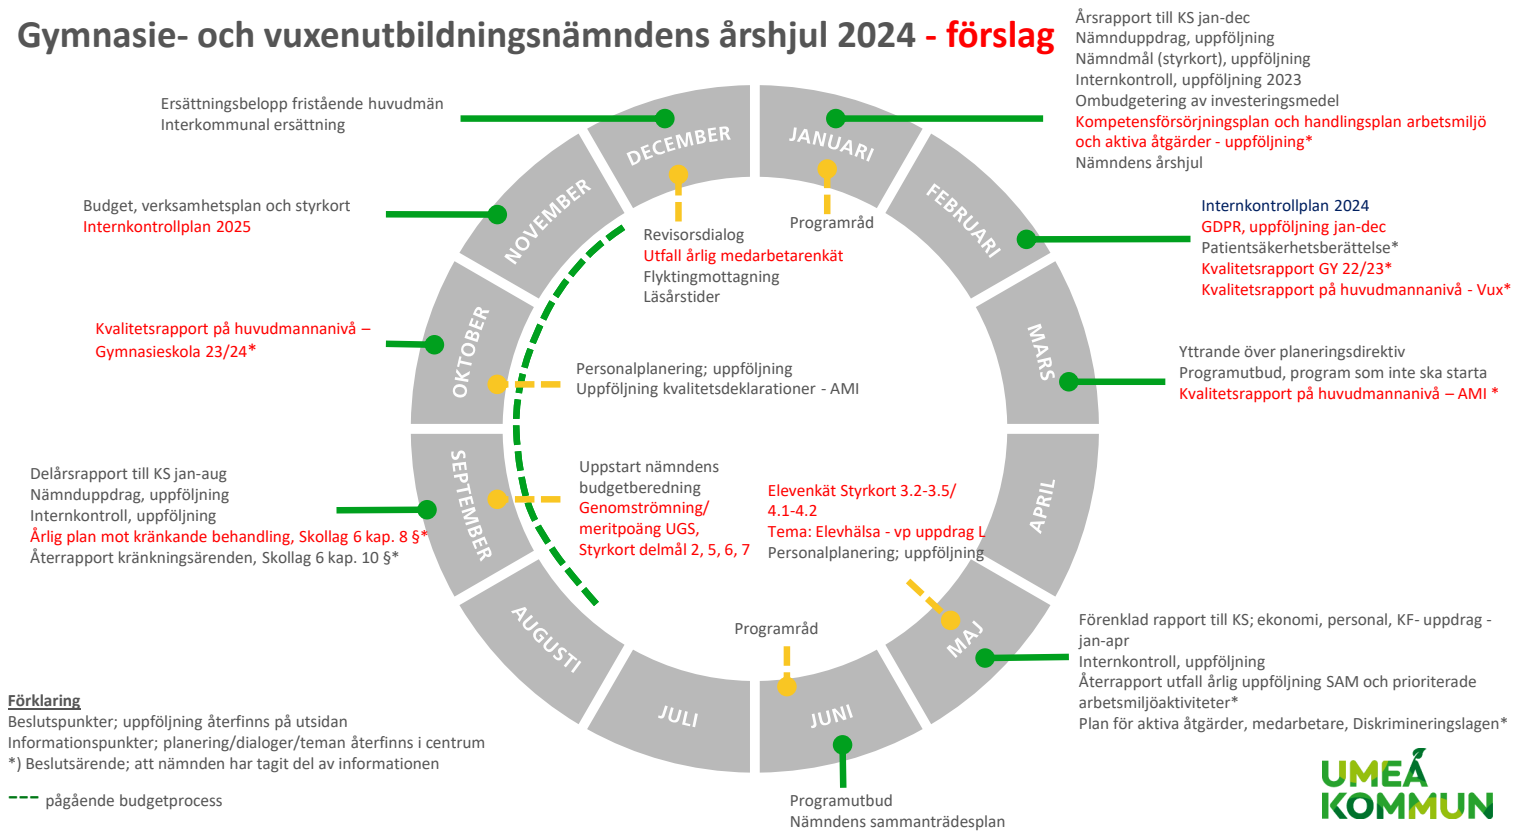 Gymnasie- och vuxenutbildningsnämndens årshjul 2024 - förslag
Årsrapport till KS jan-dec
Nämnduppdrag, uppföljning
Nämndmål (styrkort), uppföljning
Internkontroll, uppföljning 2023
Ombudgetering av investeringsmedel
Kompetensförsörjningsplan och handlingsplan arbetsmiljö
och aktiva åtgärder - uppföljning*
Nämndens årshjul
JANUARI
Programråd
Internkontrollplan 2024
GDPR, uppföljning jan-dec
Patientsäkerhetsberättelse*
Kvalitetsrapport GY 22/23*
Kvalitetsrapport på huvudmannanivå - Vux*
FEBRUARI
Yttrande över planeringsdirektiv
Programutbud, program som inte ska starta
Kvalitetsrapport på huvudmannanivå – AMI *
MARS
APRIL
Elevenkät Styrkort 3.2-3.5/
4.1-4.2
Tema: Elevhälsa - vp uppdrag L
Personalplanering; uppföljning
MAJ
Förenklad rapport till KS; ekonomi, personal, KF- uppdrag -
jan-apr
Internkontroll, uppföljning
Återrapport utfall årlig uppföljning SAM och prioriterade
arbetsmiljöaktiviteter*
Plan för aktiva åtgärder, medarbetare, Diskrimineringslagen*
Programråd
JUNI
Programutbud
Nämndens sammanträdesplan
JULI
AUGUSTI
SEPTEMBER
Delårsrapport till KS jan-aug
Nämnduppdrag, uppföljning
Internkontroll, uppföljning
Årlig plan mot kränkande behandling, Skollag 6 kap. 8 §*
Återrapport kränkningsärenden, Skollag 6 kap. 10 §*
Uppstart nämndens
budgetberedning
Genomströmning/
meritpoäng UGS,
Styrkort delmål 2, 5, 6, 7
OKTOBER
Kvalitetsrapport på huvudmannanivå –
Gymnasieskola 23/24*
Personalplanering; uppföljning
Uppföljning kvalitetsdeklarationer - AMI
NOVEMBER
Budget, verksamhetsplan och styrkort
Internkontrollplan 2025
DECEMBER
Ersättningsbelopp fristående huvudmän
Interkommunal ersättning
Revisorsdialog
Utfall årlig medarbetarenkät
Flyktingmottagning
Läsårstider
Förklaring
Beslutspunkter; uppföljning återfinns på utsidan
Informationspunkter; planering/dialoger/teman återfinns i centrum
*) Beslutsärende; att nämnden har tagit del av informationen
pågående budgetprocess
UMEÅ
KOMMUN